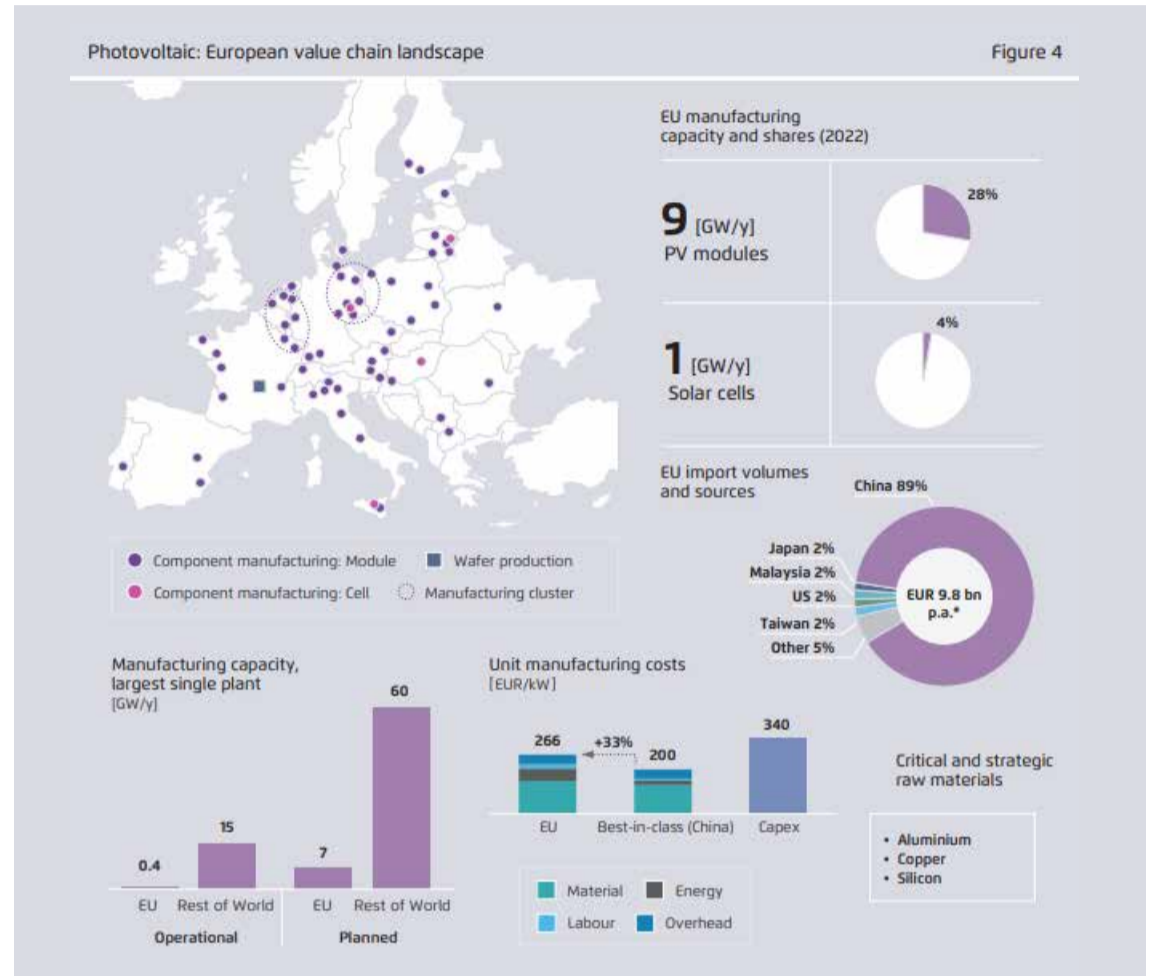 Photovoltaic: European value chain landscape
Figure 4
EU manufacturing
capacity and shares (2022)
9 [GW/y]
PV modules
28%
1 [GW/y]
Solar cells
4%
Component manufacturing: Module
Wafer production
Component manufacturing: Cell
Manufacturing cluster
EU import volumes
and sources
China 89%
Japan 2%
Malaysia 2%
US 2%
Taiwan 2%
Other 5%
EUR 9.8 bn
p.a.*
Manufacturing capacity,
largest single plant
[GW/y]
0.4
15
7
60
EU
Rest of World
EU
Rest of World
Operational
Planned
Unit manufacturing costs
[EUR/kW]
266
+33%
200
340
EU
Best-in-class (China)
Capex
Material
Energy
Labour
Overhead
Critical and strategic
raw materials
• Aluminium
• Copper
• Silicon